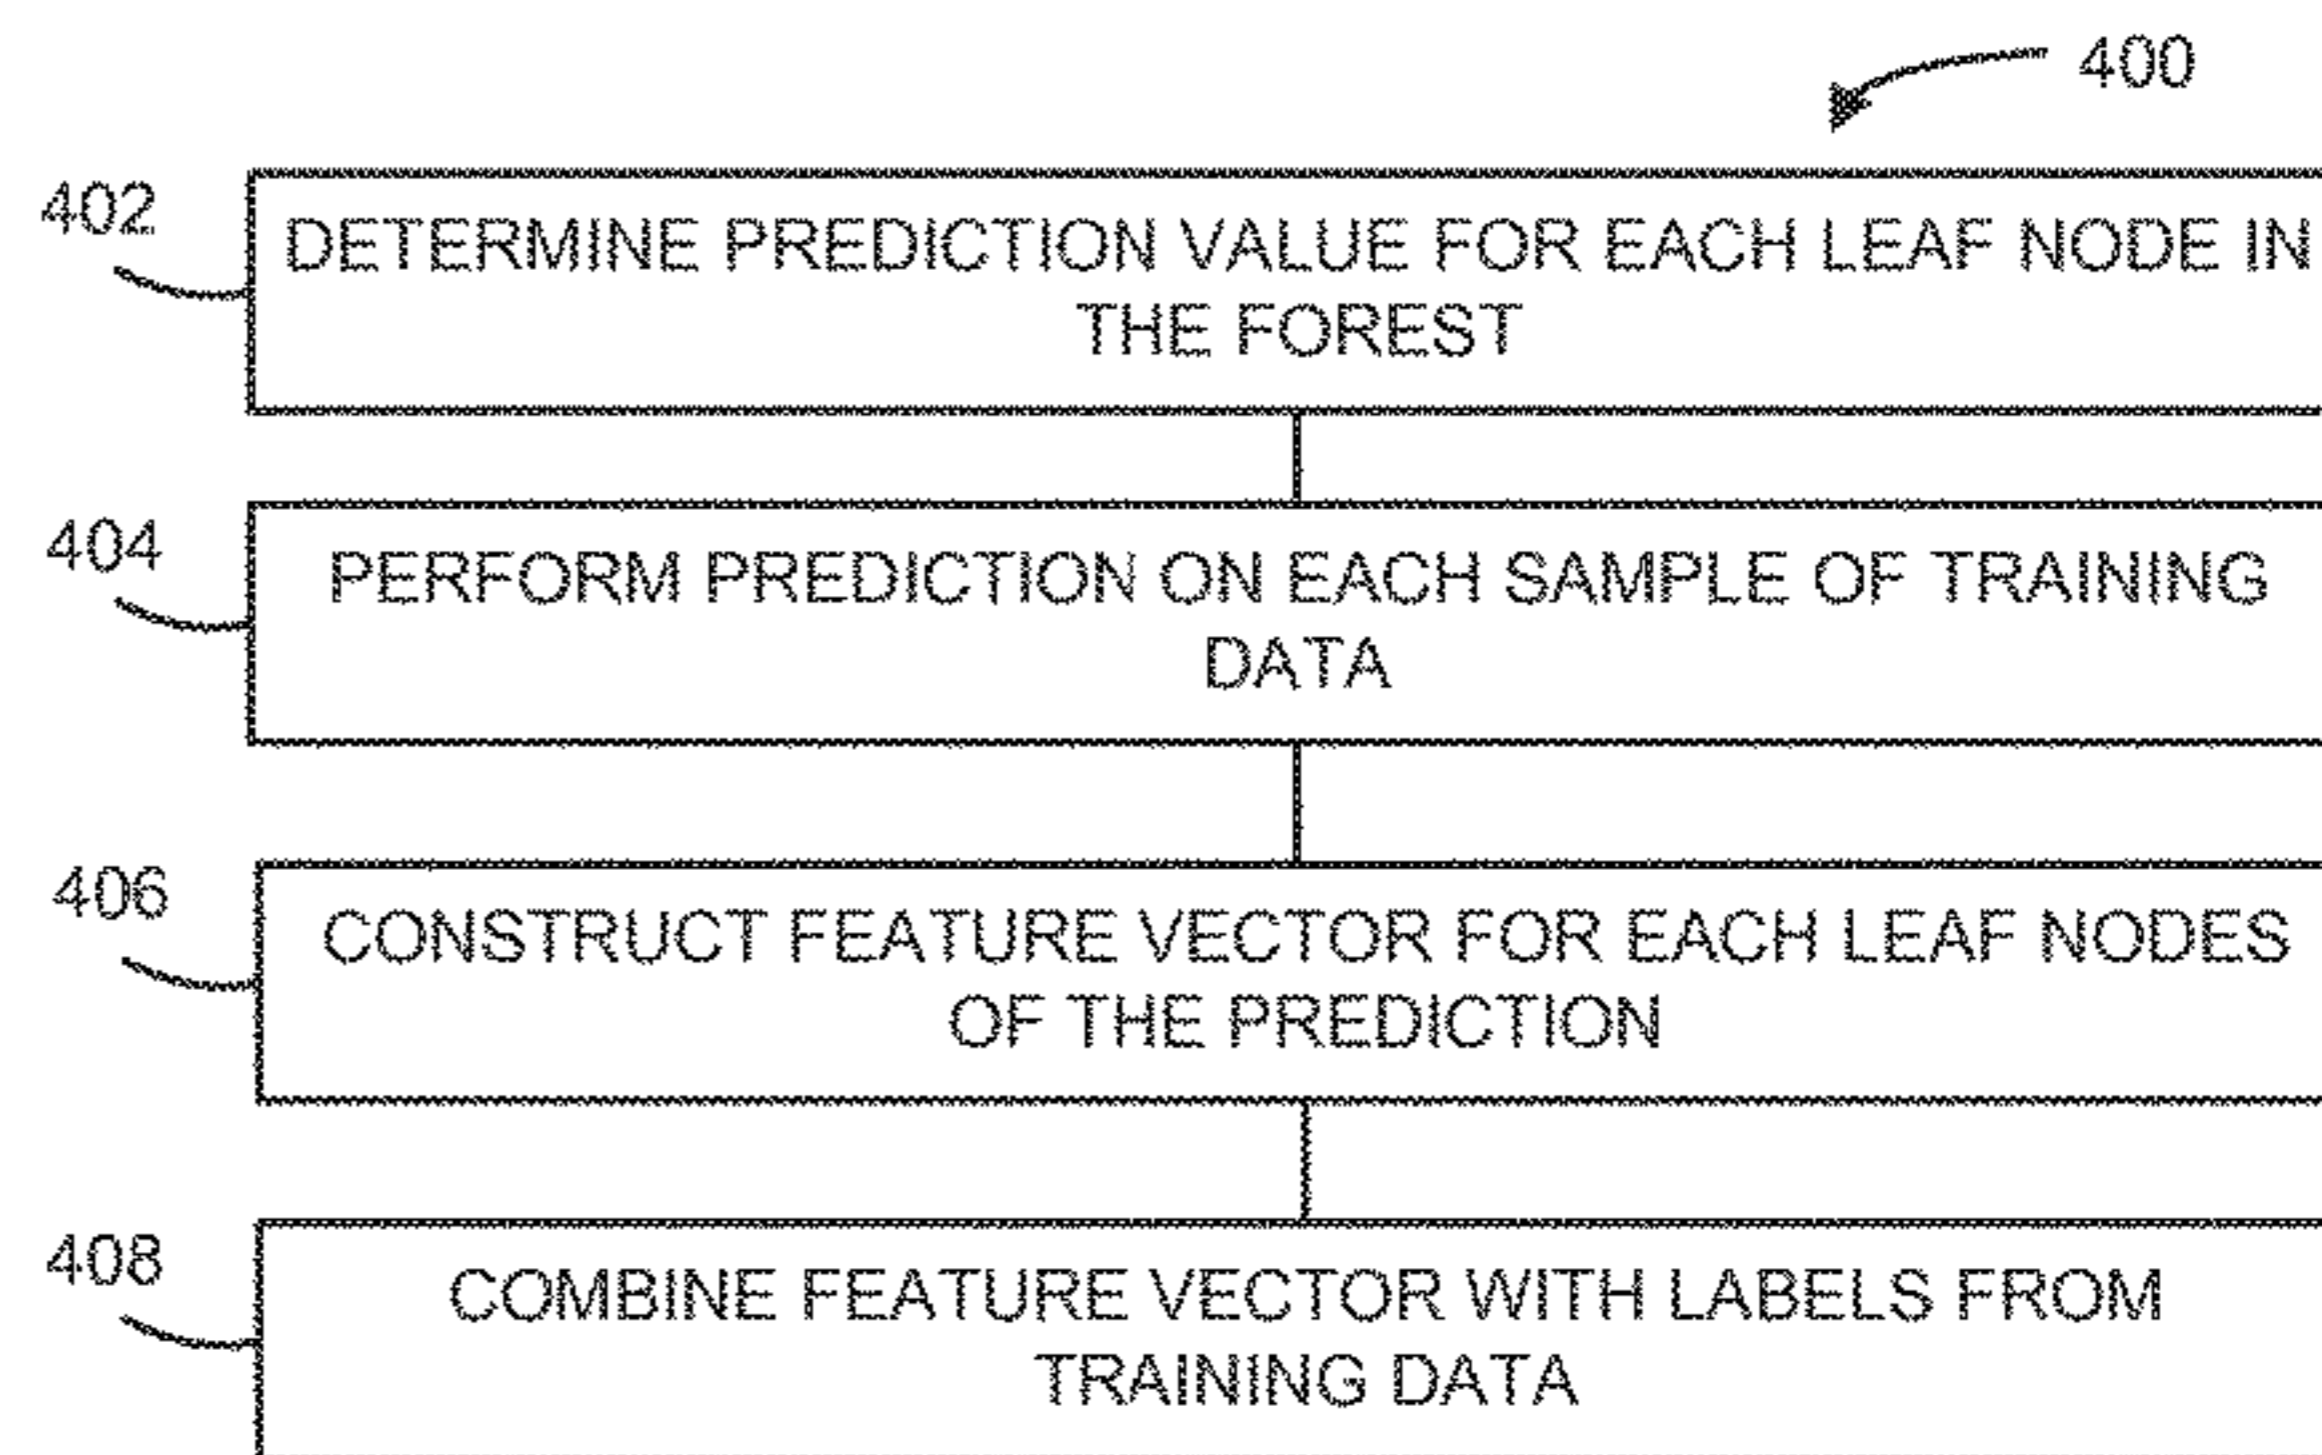 400
402
DETERMINE PREDICTION VALUE FOR EACH LEAF NODE IN
THE FOREST
404
PERFORM PREDICTION ON EACH SAMPLE OF TRAINING
DATA
406
CONSTRUCT FEATURE VECTOR FOR EACH LEAF NODES
OF THE PREDICTION
408
COMBINE FEATURE VECTOR WITH LABELS FROM
TRAINING DATA